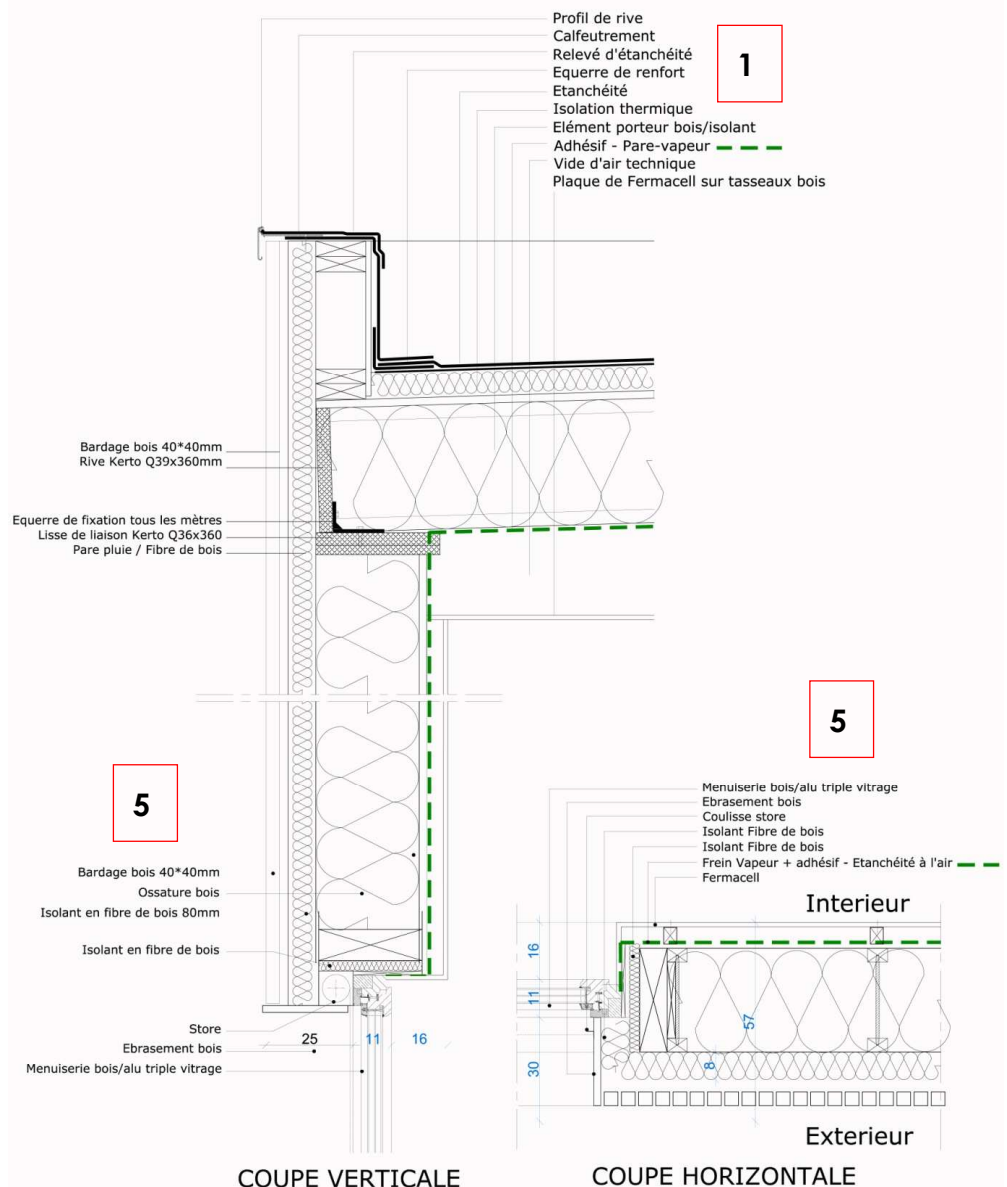 Profil de rive
Calfeutrement
Relevé d'étanchéité
Equerre de renfort
Etanchéité
Isolation thermique
Elément porteur bois/isolant
Adhésif - Pare-vapeur
Vide d'air technique
Plaque de Fermacell sur tasseaux bois
1
Bardage bois 40*40mm
Rive Kerto Q39x360mm
Equerre de fixation tous les mètres
Lisse de liaison Kerto Q36x360
Pare pluie / Fibre de bois
5
Bardage bois 40*40mm
Ossature bois
Isolant en fibre de bois 80mm
Isolant en fibre de bois
Store
Ebrasement bois
Menuiserie bois/alu triple vitrage
25
11
16
COUPE VERTICALE
5
Menuiserie bois/alu triple vitrage
Ebrasement bois
Coulisse store
Isolant Fibre de bois
Isolant Fibre de bois
Frein Vapeur + adhésif - Etanchéité à l'air
Fermacell
Interieur
16
11
30
57
8
Exterieur
COUPE HORIZONTALE